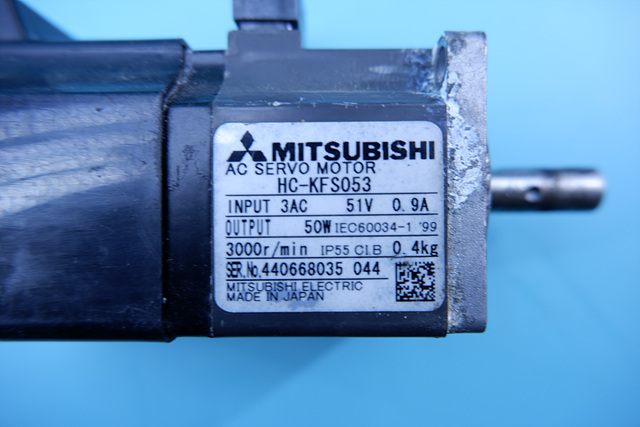 MITSUBISHI
AC SERVO MOTOR
HC-KFS053
INPUT 3AC 51V 0.9A
OUTPUT 50W IEC60034-1 '99
3000r/min IP55 CI.B 0.4kg
SER.No.440668035 044
MITSUBISHI ELECTRIC
MADE IN JAPAN